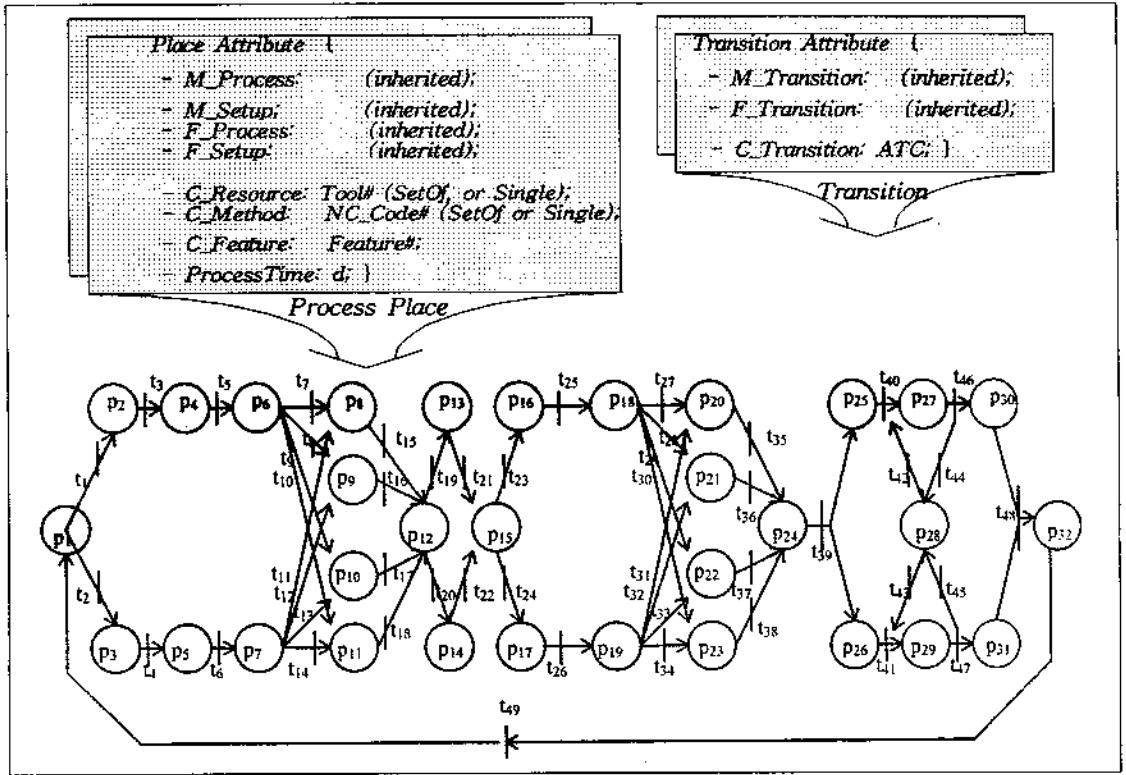 Place Attribute {
- M_Process: (inherited);
- M_Setup; (inherited);
- F_Process: (inherited);
- F_Setup: (inherited);
- C_Resource: Tool# (SetOf, or Single);
- C_Method: NC_Code# (SetOf or Single);
- C_Feature: Feature#;
- ProcessTime: d; }
Process Place
Transition Attribute {
- M_Transition: (inherited);
- F_Transition: (inherited);
- C_Transition: ATC; }
Transition
t3 t5 t7 t25 t27 t40 t46
p2 p4 p6 p8 p13 p16 p18 p20 p25 p27 p30
t1 t9 t10 t15 t19 t21 t23 t30 t35
p9 t16 p21 t42 t44
t36
p1 p12 p15 p24 t39 p28 t48 p32
t2 t11 t12 p10 t17 t20 t22 t24 t31 t32 p22 t37 t43 t45
t13 t18 t33 t38
p3 p5 p7 p11 p14 p17 p19 p23 p26 p29 p31
t4 t6 t14 t26 t34 t41 t47
t49